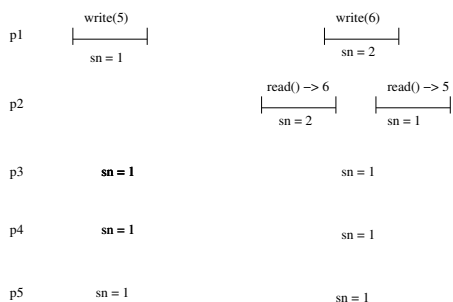 write(5) write(6)
p1
sn = 1 sn = 2
read() -> 6 read() -> 5
p2
sn = 2 sn = 1
p3 sn = 1 sn = 1
p4 sn = 1 sn = 1
p5 sn = 1 sn = 1